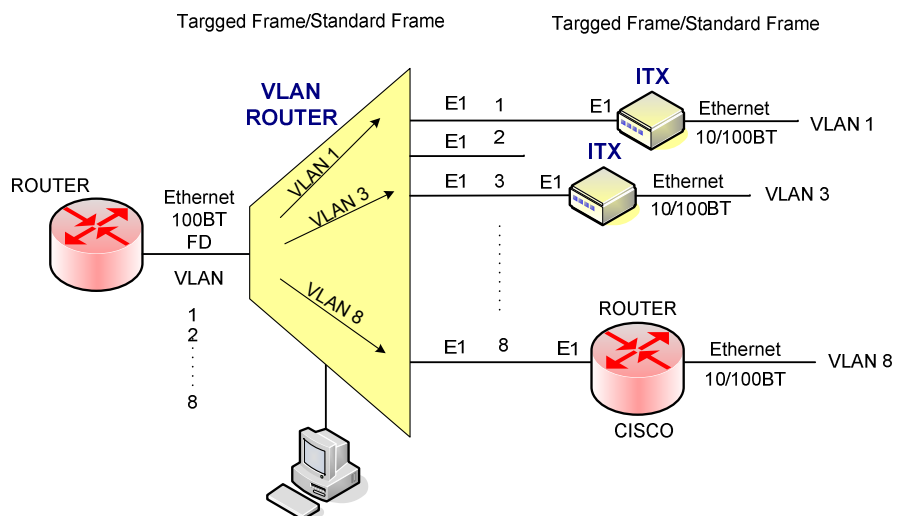 Targged Frame/Standard Frame
Targged Frame/Standard Frame
VLAN
ROUTER
VLAN 1
VLAN 3
VLAN 8
ROUTER
Ethernet
100BT
FD
VLAN
1
2
8
E1 1
E1 2
E1 3
E1 8
ITX
E1
Ethernet
10/100BT
VLAN 1
ITX
E1
Ethernet
10/100BT
VLAN 3
ROUTER
E1
Ethernet
10/100BT
VLAN 8
CISCO